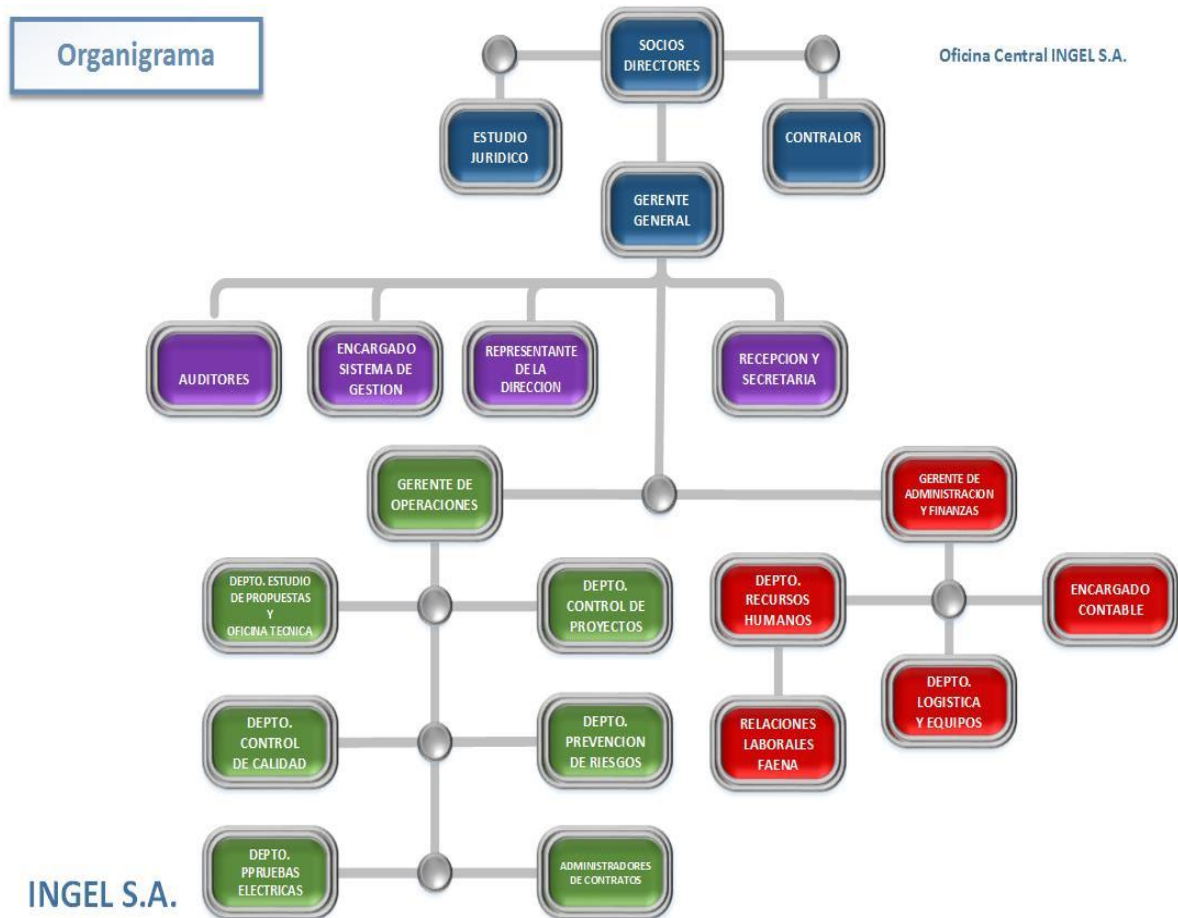 Organigrama
Oficina Central INGEL S.A.
SOCIOS
DIRECTORES
ESTUDIO
JURIDICO
CONTRALOR
GERENTE
GENERAL
AUDITORES
ENCARGADO
SISTEMA DE
GESTION
REPRESENTANTE
DE LA
DIRECCION
RECEPCION Y
SECRETARIA
GERENTE DE
OPERACIONES
GERENTE DE
ADMINISTRACION
Y FINANZAS
DEPTO. ESTUDIO
DE PROPUESTAS
Y
OFICINA TECNICA
DEPTO.
CONTROL DE
PROYECTOS
DEPTO.
RECURSOS
HUMANOS
ENCARGADO
CONTABLE
DEPTO.
LOGISTICA
Y EQUIPOS
DEPTO.
CONTROL
DE CALIDAD
DEPTO.
PREVENCION
DE RIESGOS
RELACIONES
LABORALES
FAENA
DEPTO.
PPRUEBAS
ELECTRICAS
ADMINISTRADORES
DE CONTRATOS
INGEL S.A.